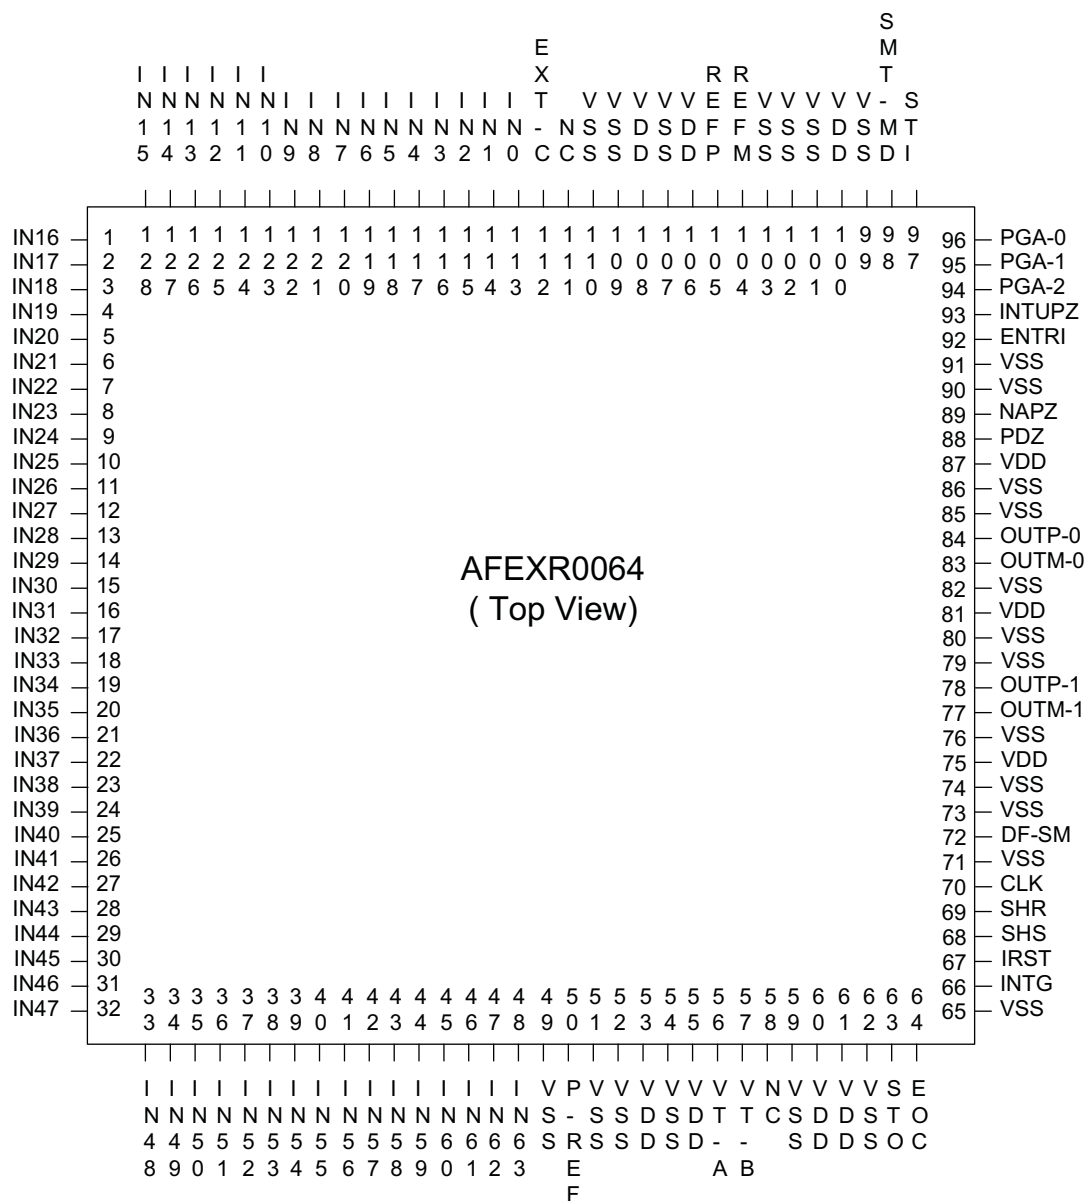 IN15
IN14
IN13
IN12
IN11
IN10
IN9
IN8
IN7
IN6
IN5
IN4
IN3
IN2
IN1
IN0
EXT-C
NC
VSS
VSS
VDD
VSS
VDD
REFP
REFM
VSS
VSS
VSS
VDD
VSS
SMT-MD
STI
128
127
126
125
124
123
122
121
120
119
118
117
116
115
114
113
112
111
110
109
108
107
106
105
104
103
102
101
100
99
98
97
IN16 1
IN17 2
IN18 3
IN19 4
IN20 5
IN21 6
IN22 7
IN23 8
IN24 9
IN25 10
IN26 11
IN27 12
IN28 13
IN29 14
IN30 15
IN31 16
IN32 17
IN33 18
IN34 19
IN35 20
IN36 21
IN37 22
IN38 23
IN39 24
IN40 25
IN41 26
IN42 27
IN43 28
IN44 29
IN45 30
IN46 31
IN47 32
AFEXR0064
( Top View)
96 PGA-0
95 PGA-1
94 PGA-2
93 INTUPZ
92 ENTRI
91 VSS
90 VSS
89 NAPZ
88 PDZ
87 VDD
86 VSS
85 VSS
84 OUTP-0
83 OUTM-0
82 VSS
81 VDD
80 VSS
79 VSS
78 OUTP-1
77 OUTM-1
76 VSS
75 VDD
74 VSS
73 VSS
72 DF-SM
71 VSS
70 CLK
69 SHR
68 SHS
67 IRST
66 INTG
65 VSS
33
34
35
36
37
38
39
40
41
42
43
44
45
46
47
48
49
50
51
52
53
54
55
56
57
58
59
60
61
62
63
64
IN48
IN49
IN50
IN51
IN52
IN53
IN54
IN55
IN56
IN57
IN58
IN59
IN60
IN61
IN62
IN63
VSS
P-REF
VSS
VSS
VDD
VSS
VDD
VT-A
VT-B
NC
VSS
VDD
VDD
VSS
STO
EOC